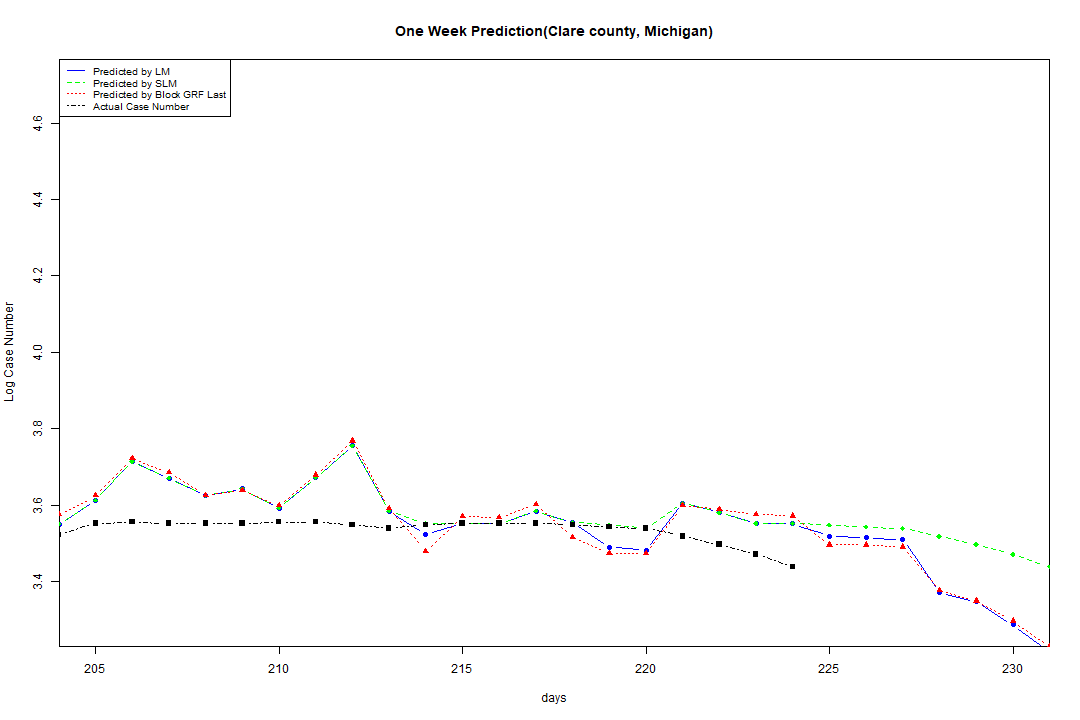 One Week Prediction(Clare county, Michigan)
Predicted by LM
Predicted by SLM
Predicted by Block GRF Last
Actual Case Number
4.6
4.4
4.2
4.0
3.8
3.6
3.4
Log Case Number
205 210 215 220 225 230
days